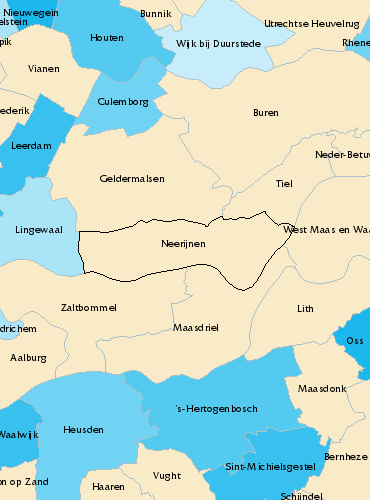 Nieuwegein
elstein
Bunnik
Utrechtse Heuvelrug
Houten
Wijk bij Duurstede
Rhene
pik
Vianen
Culemborg
ederik
Buren
Leerdam
Neder-Betuw
Geldermalsen
Tiel
Lingewaal
West Maas en Waa
Neerijnen
Zaltbommel
Lith
Maasdriel
drichem
Oss
Aalburg
Maasdonk
's-Hertogenbosch
Waalwijk
Heusden
Bernheze
Sint-Michielsgestel
Vught
on op Zand
Haaren
Schijndel